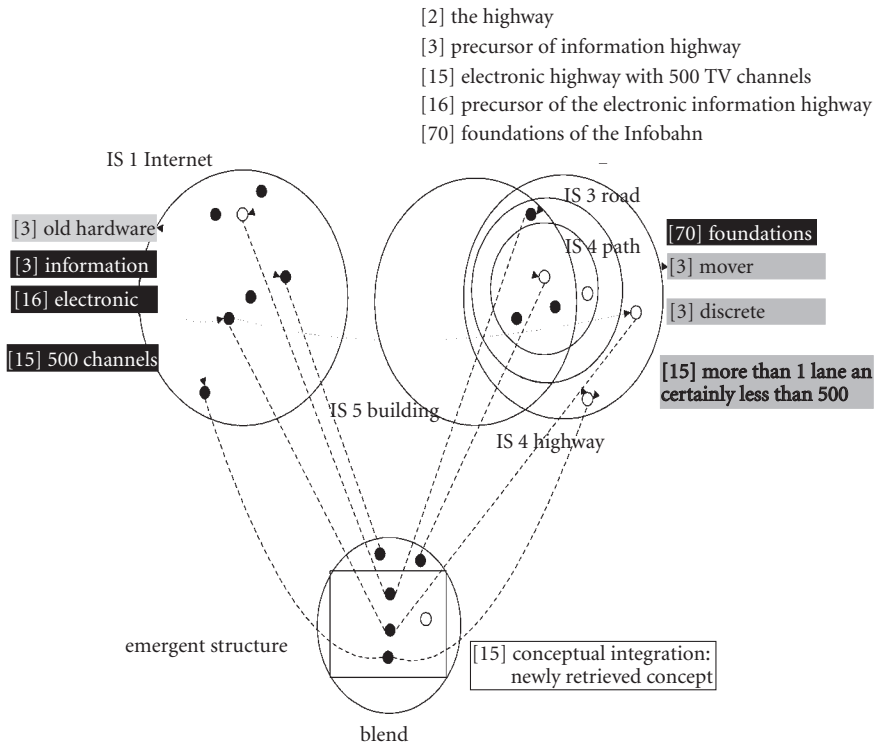 [2] the highway
[3] precursor of information highway
[15] electronic highway with 500 TV channels
[16] precursor of the electronic information highway
[70] foundations of the Infobahn
IS 1 Internet
IS 3 road
[3] old hardware
[70] foundations
IS 4 path
[3] information
[3] mover
[16] electronic
[3] discrete
[15] 500 channels
[15] more than 1 lane an
certainly less than 500
IS 5 building
IS 4 highway
emergent structure
[15] conceptual integration:
newly retrieved concept
blend